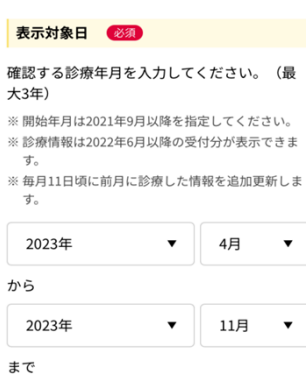 表示対象日 必須
確認する診療年月を入力してください。（最
大3年）
※ 開始年月は2021年9月以降を指定してください。
※ 診療情報は2022年6月以降の受付分が表示できま
す。
※ 毎月11日頃に前月に診療した情報を追加更新しま
す。
2023年 ▼ 4月 ▼
から
2023年 ▼ 11月 ▼
まで